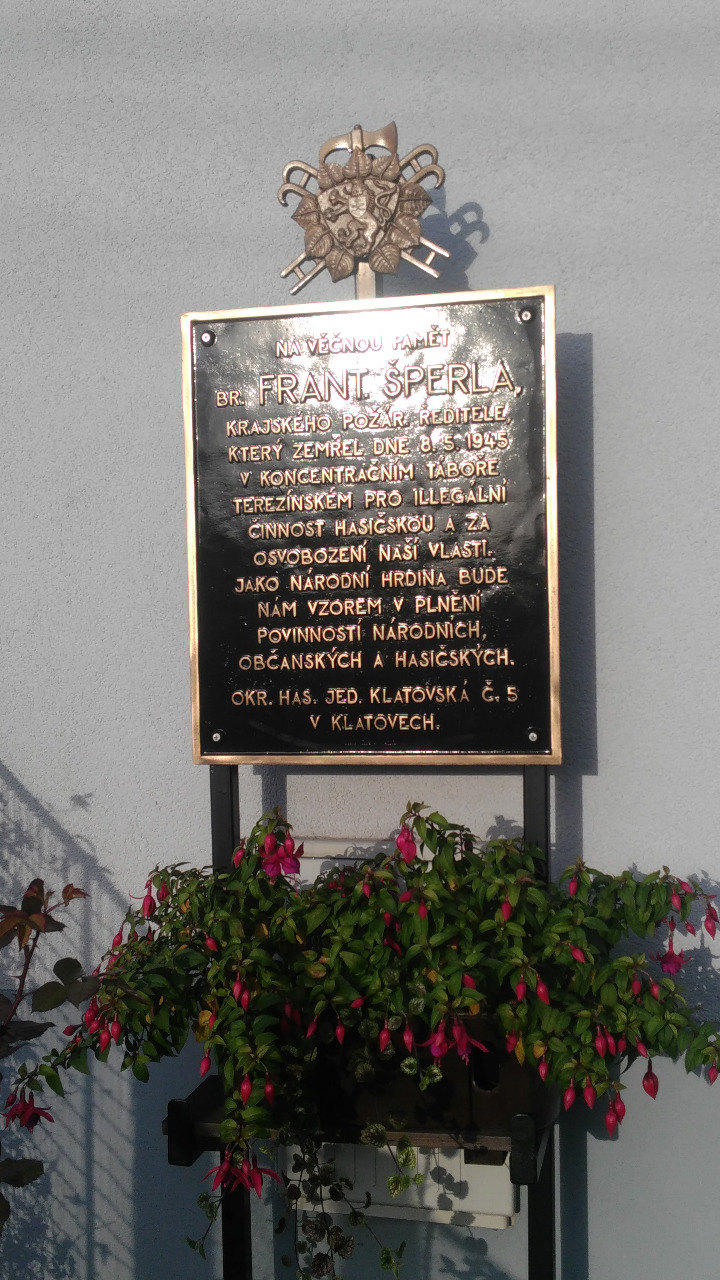 NA VĚČNOU PAMĚT
BR. FRANT. ŠPERLA,
KRAJSKÉHO POŽÁR. ŘEDITELE,
KTERÝ ZEMŘEL DNE 8. 5. 1945
V KONCENTRAČNÍM TÁBOŘE
TEREZÍNSKÉM PRO ILLEGÁLNÍ
ČINNOST HASIČSKOU A ZA
OSVOBOZENÍ NAŠÍ VLASTI.
JAKO NÁRODNÍ HRDINA BUDE
NÁM VZOREM V PLNĚNÍ
POVINNOSTÍ NÁRODNÍCH,
OBČANSKÝCH A HASIČSKÝCH.
OKR. HAS. JED. KLATOVSKÁ Č. 5
V KLATOVECH.